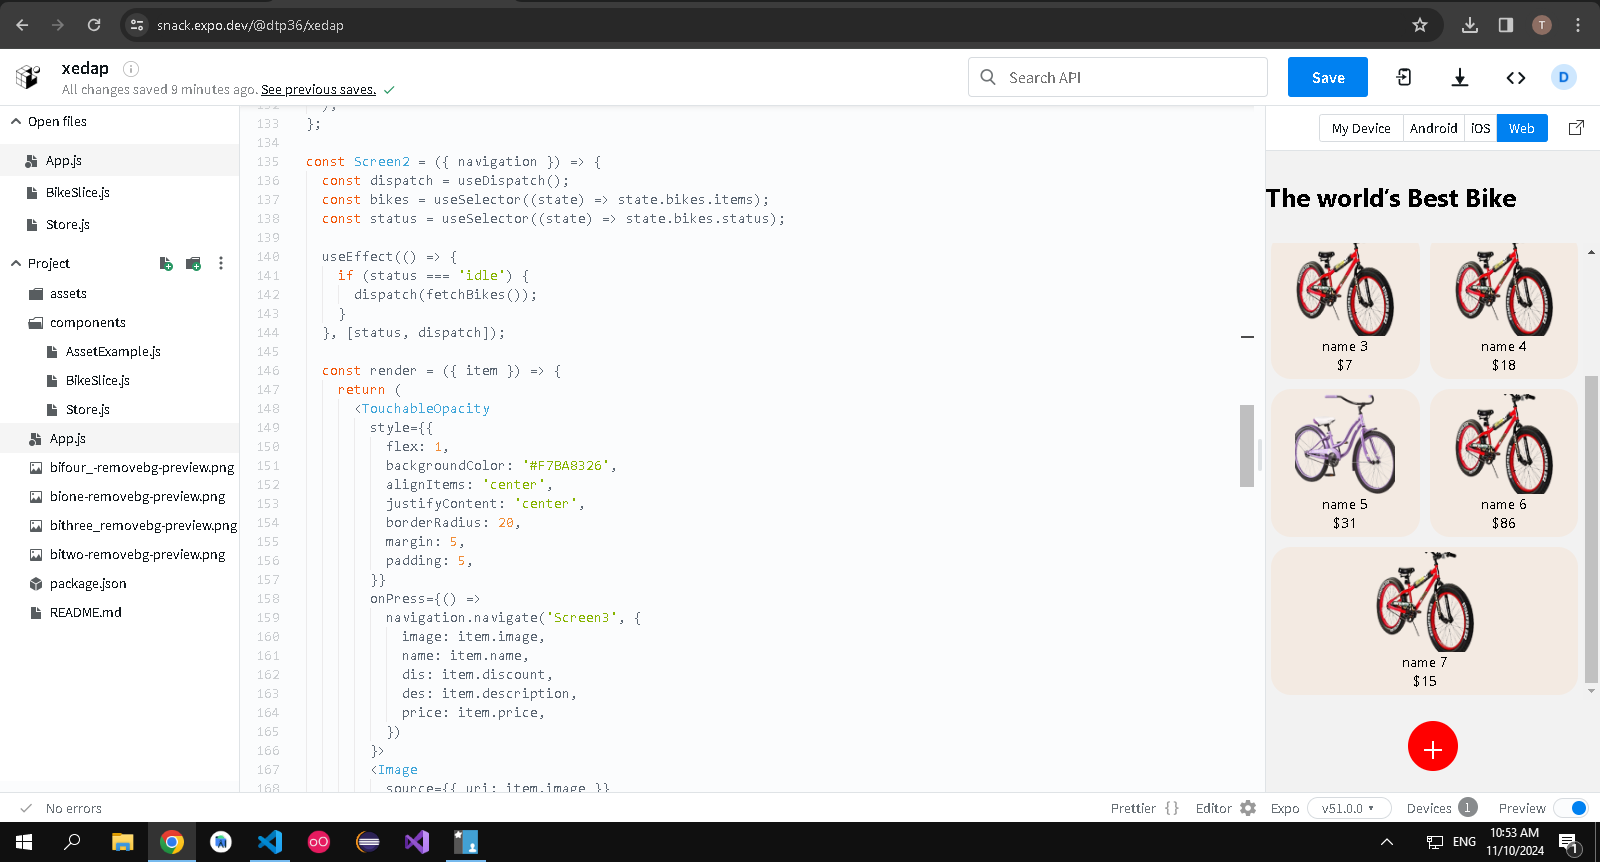 snack.expo.dev/@dtp36/xedap
T
xedap
All changes saved 9 minutes ago. See previous saves.
Search API
Save
D
Open files
App.js
BikeSlice.js
Store.js
Project
assets
components
AssetExample.js
BikeSlice.js
Store.js
App.js
bifour_-removebg-preview.png
bione-removebg-preview.png
bithree_removebg-preview.png
bitwo-removebg-preview.png
package.json
README.md
132 );
133 };
134
135 const Screen2 = ({ navigation }) => {
136 const dispatch = useDispatch();
137 const bikes = useSelector((state) => state.bikes.items);
138 const status = useSelector((state) => state.bikes.status);
139
140 useEffect(() => {
141 if (status === 'idle') {
142 dispatch(fetchBikes());
143 }
144 }, [status, dispatch]);
145
146 const render = ({ item }) => {
147 return (
148 <TouchableOpacity
149 style={{
150 flex: 1,
151 backgroundColor: '#F7BA8326',
152 alignItems: 'center',
153 justifyContent: 'center',
154 borderRadius: 20,
155 margin: 5,
156 padding: 5,
157 }}
158 onPress={() =>
159 navigation.navigate('Screen3', {
160 image: item.image,
161 name: item.name,
162 dis: item.discount,
163 des: item.description,
164 price: item.price,
165 })
166 }>
167 <Image
168 source={{ uri: item.image }}
My Device
Android
iOS
Web
The world's Best Bike
name 3
$7
name 4
$18
name 5
$31
name 6
$86
name 7
$15
+
No errors
Prettier { }
Editor
Expo
v51.0.0
Devices 1
Preview
ENG
10:53 AM
11/10/2024
1